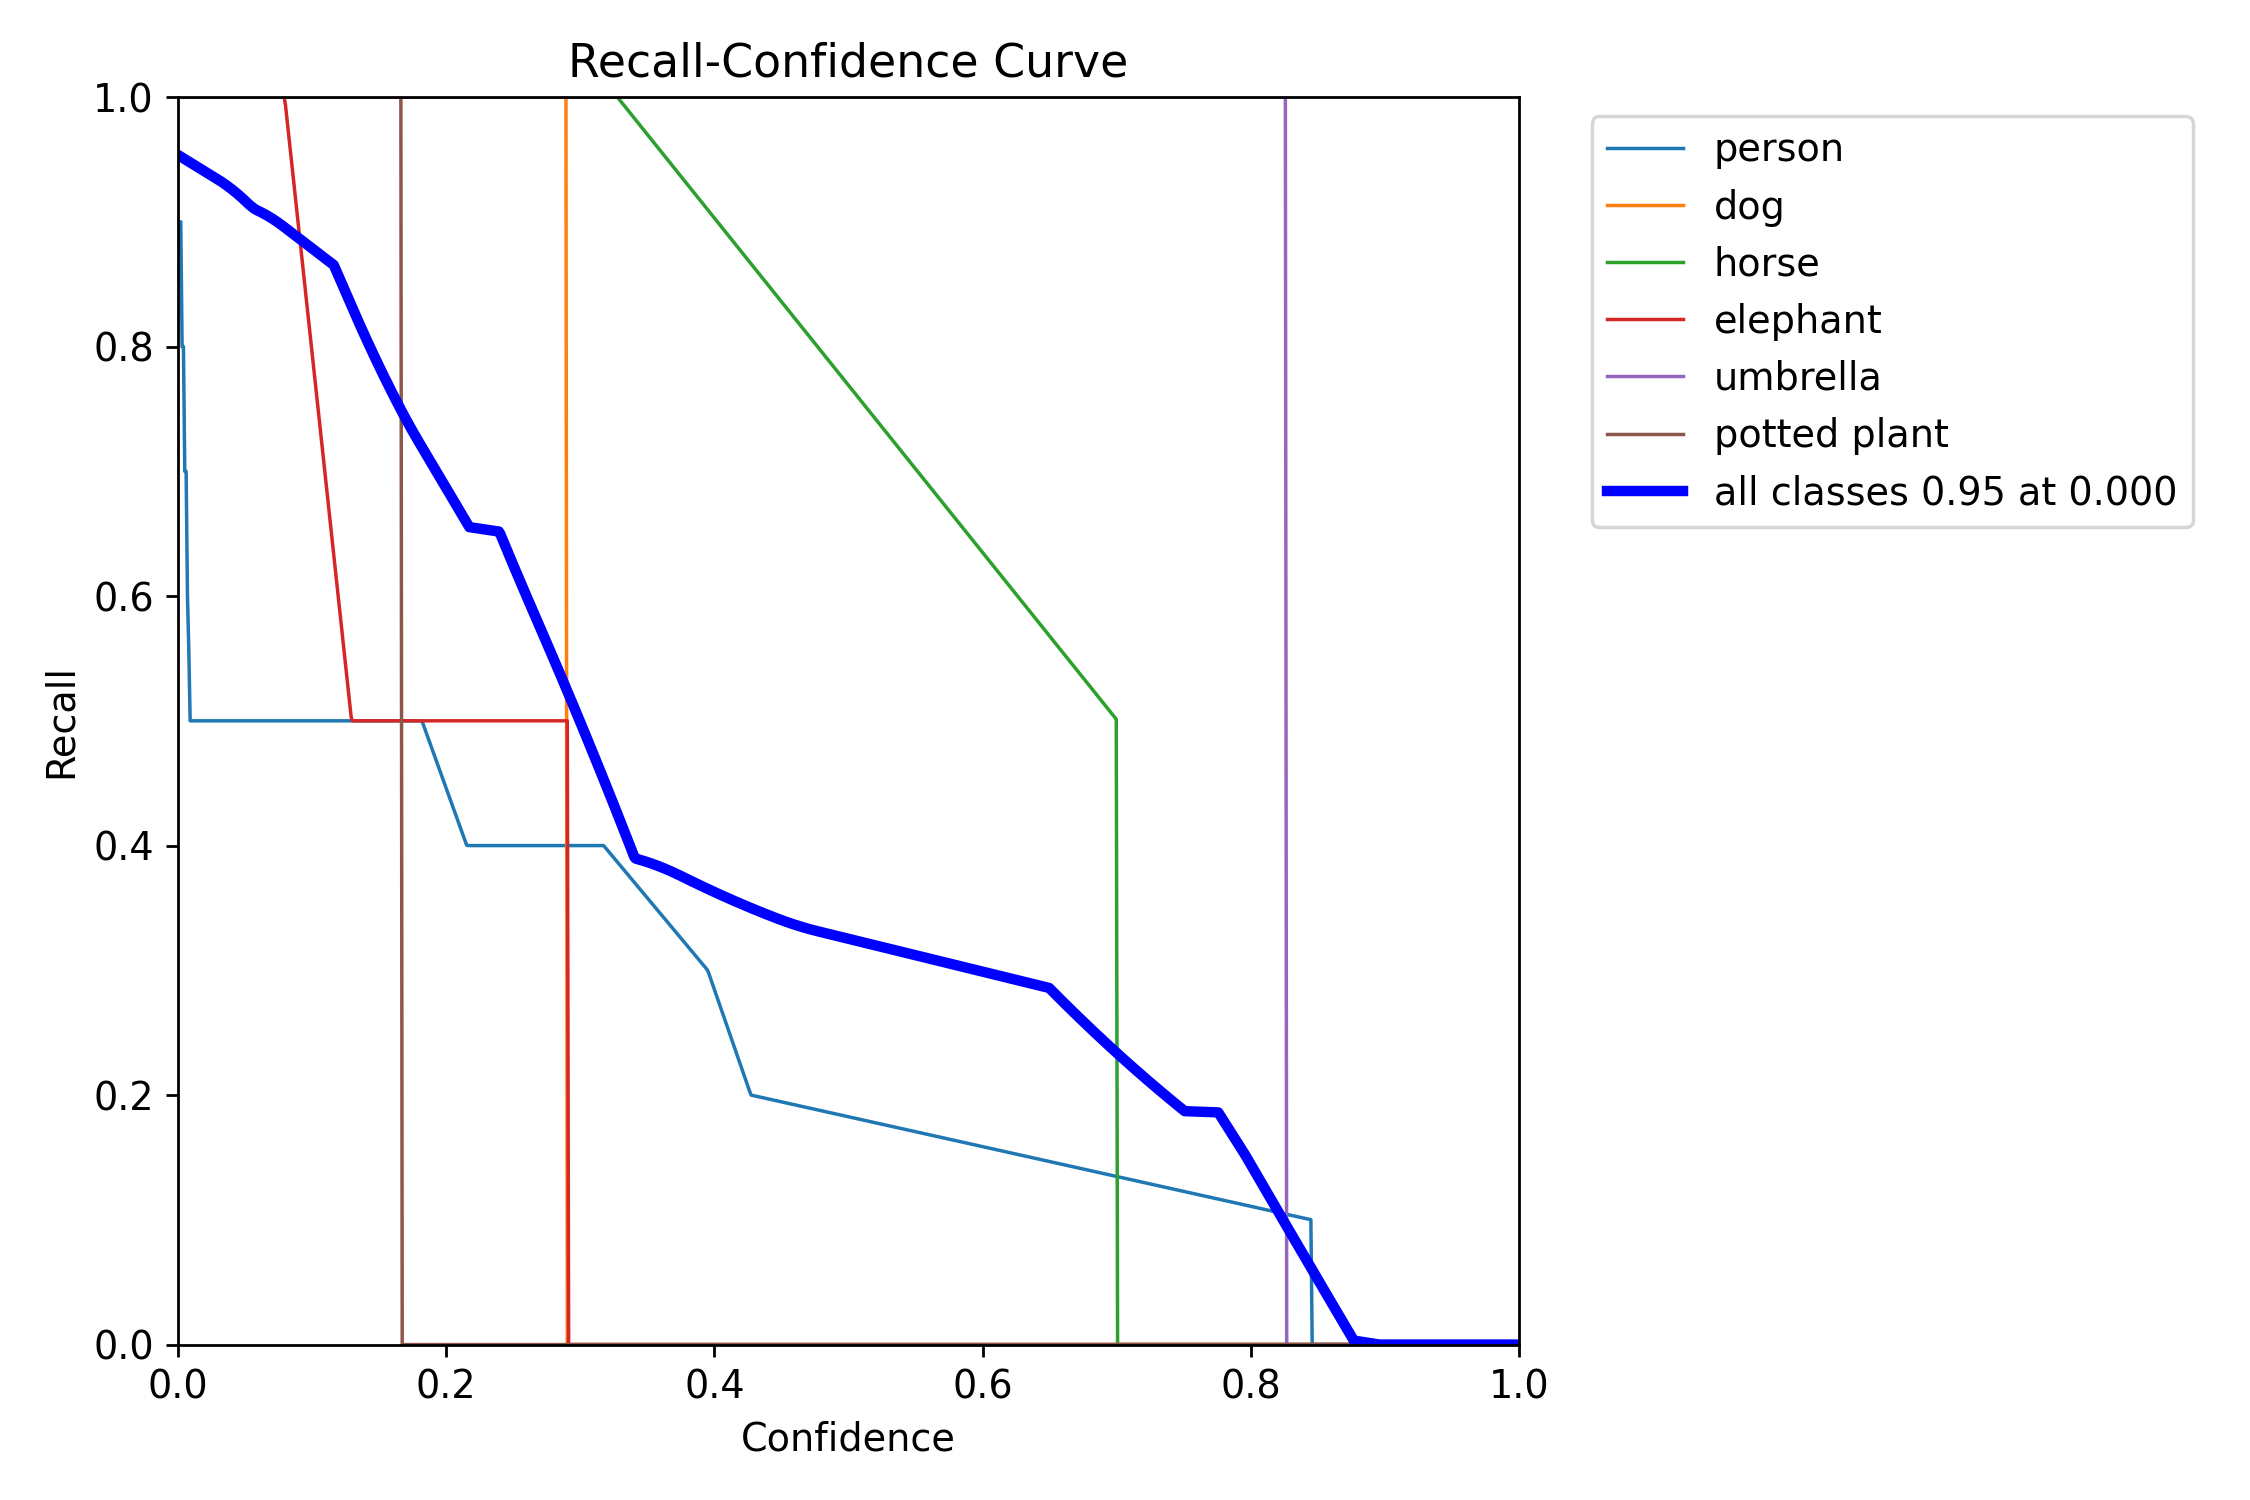 Recall-Confidence Curve
1.0
0.8
0.6
0.4
0.2
0.0
Recall
0.0 0.2 0.4 0.6 0.8 1.0
Confidence
person
dog
horse
elephant
umbrella
potted plant
all classes 0.95 at 0.000